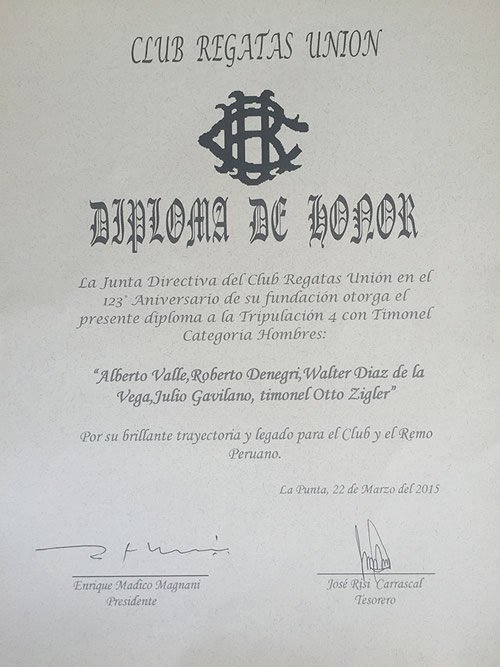 CLUB REGATAS UNION
DIPLOMA DE HONOR
La Junta Directiva del Club Regatas Unión en el
123° Aniversario de su fundación otorga el
presente diploma a la Tripulación 4 con Timonel
Categoría Hombres:
“Alberto Valle,Roberto Denegri,Walter Diaz de la
Vega,Julio Gavilano, timonel Otto Zigler”
Por su brillante trayectoria y legado para el Club y el Remo
Peruano.
La Punta, 22 de Marzo del 2015
Enrique Madico Magnani
Presidente
José Risi Carrascal
Tesorero